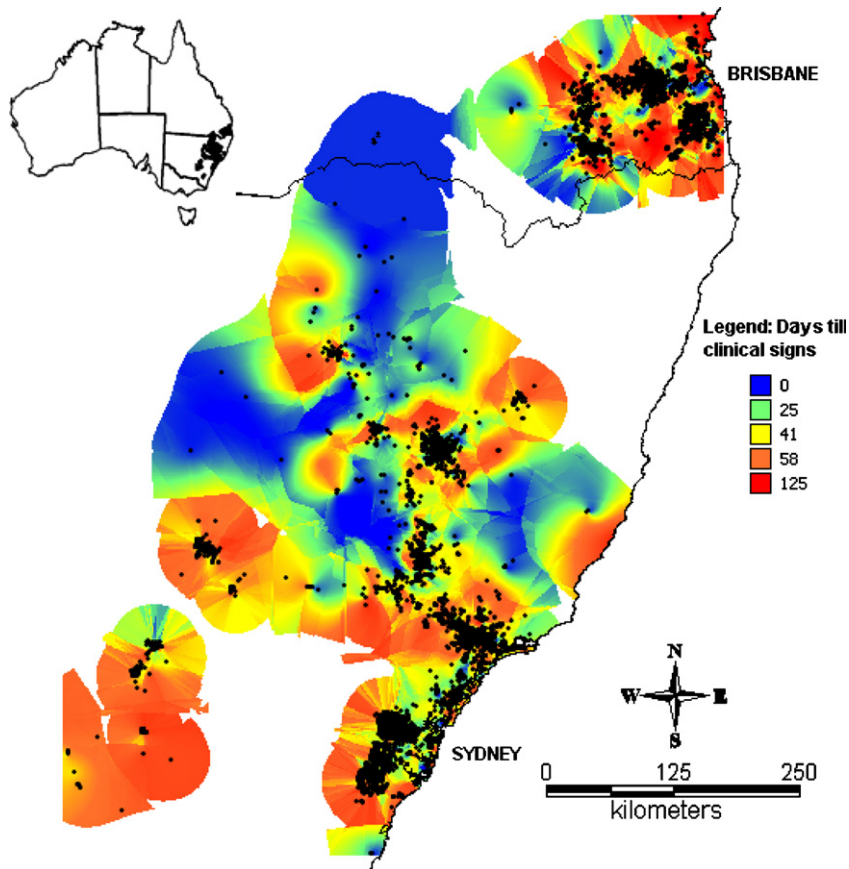 BRISBANE
Legend: Days till
clinical signs
0
25
41
58
125
N
W E
S
SYDNEY
0 125 250
kilometers